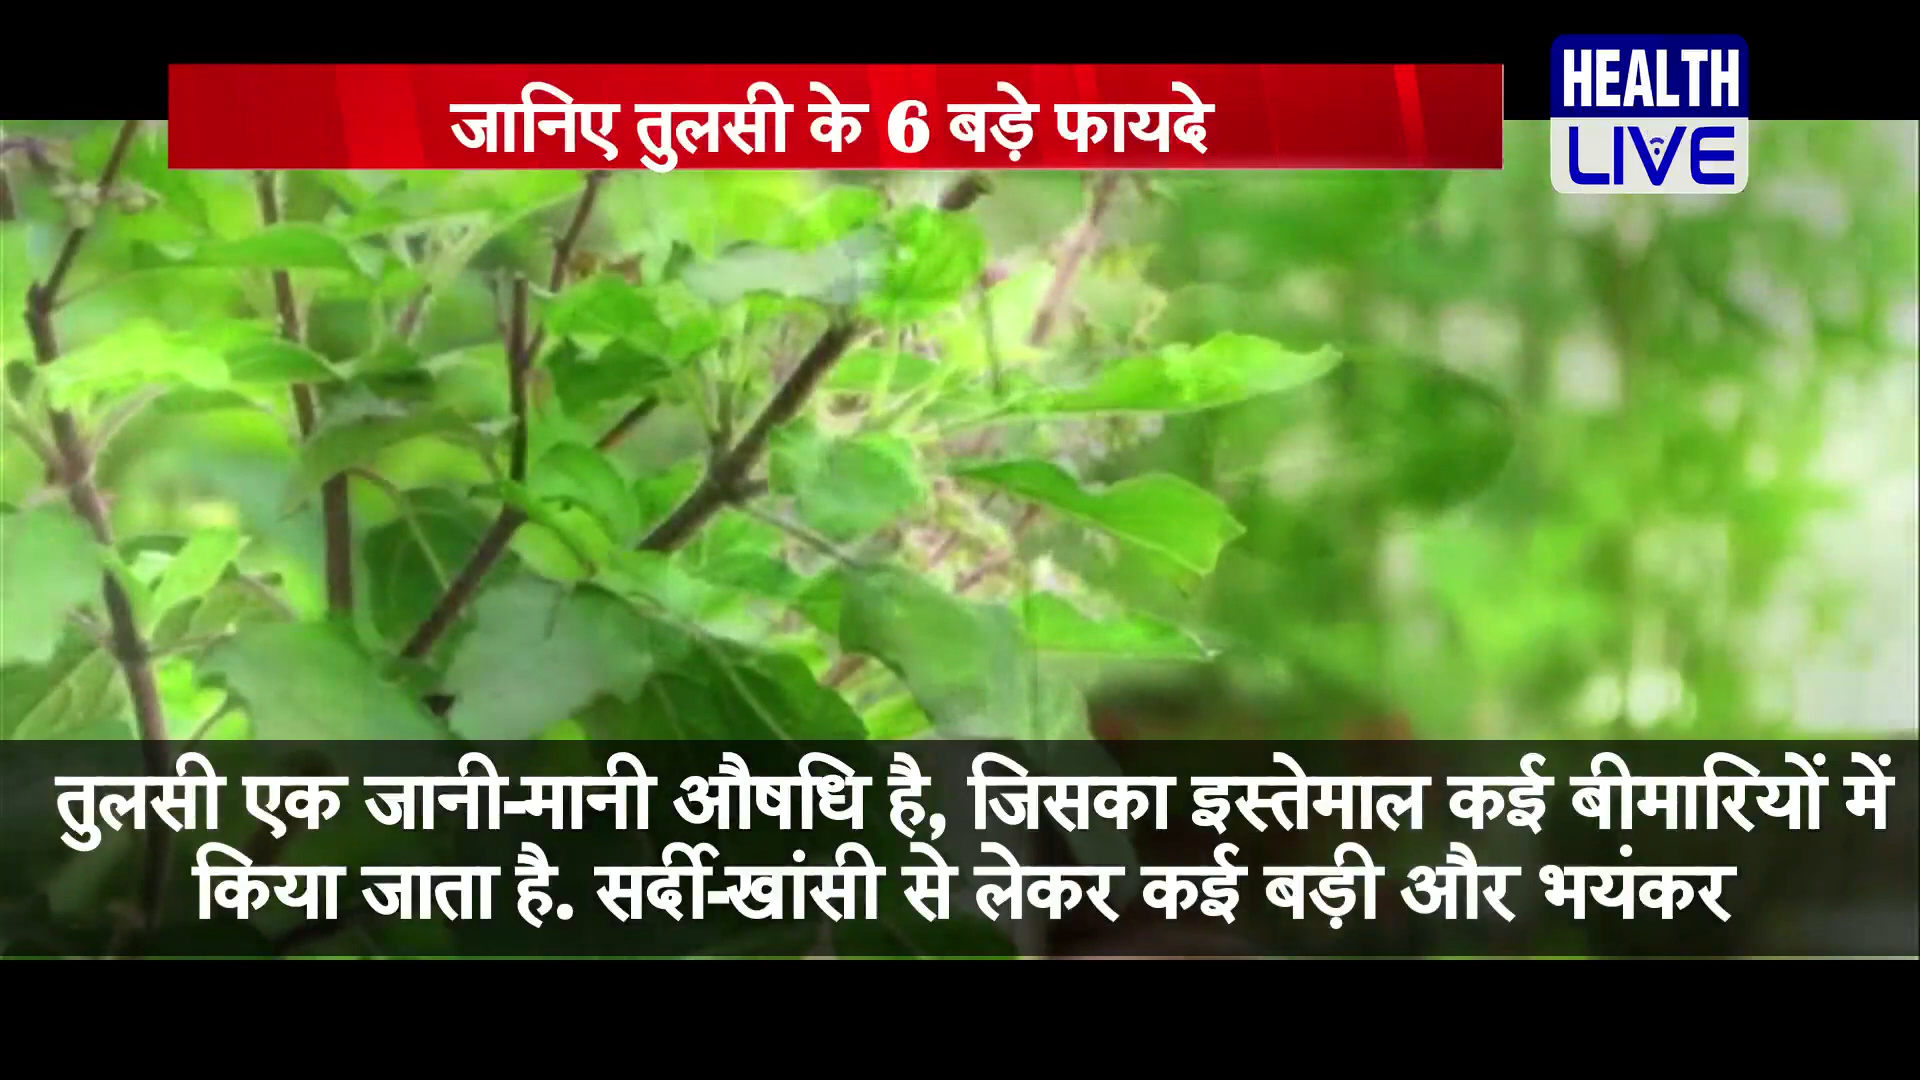 जानिए तुलसी के 6 बड़े फायदे
HEALTH
LIVE
तुलसी एक जानी-मानी औषधि है, जिसका इस्तेमाल कई बीमारियों में
किया जाता है. सर्दी-खांसी से लेकर कई बड़ी और भयंकर